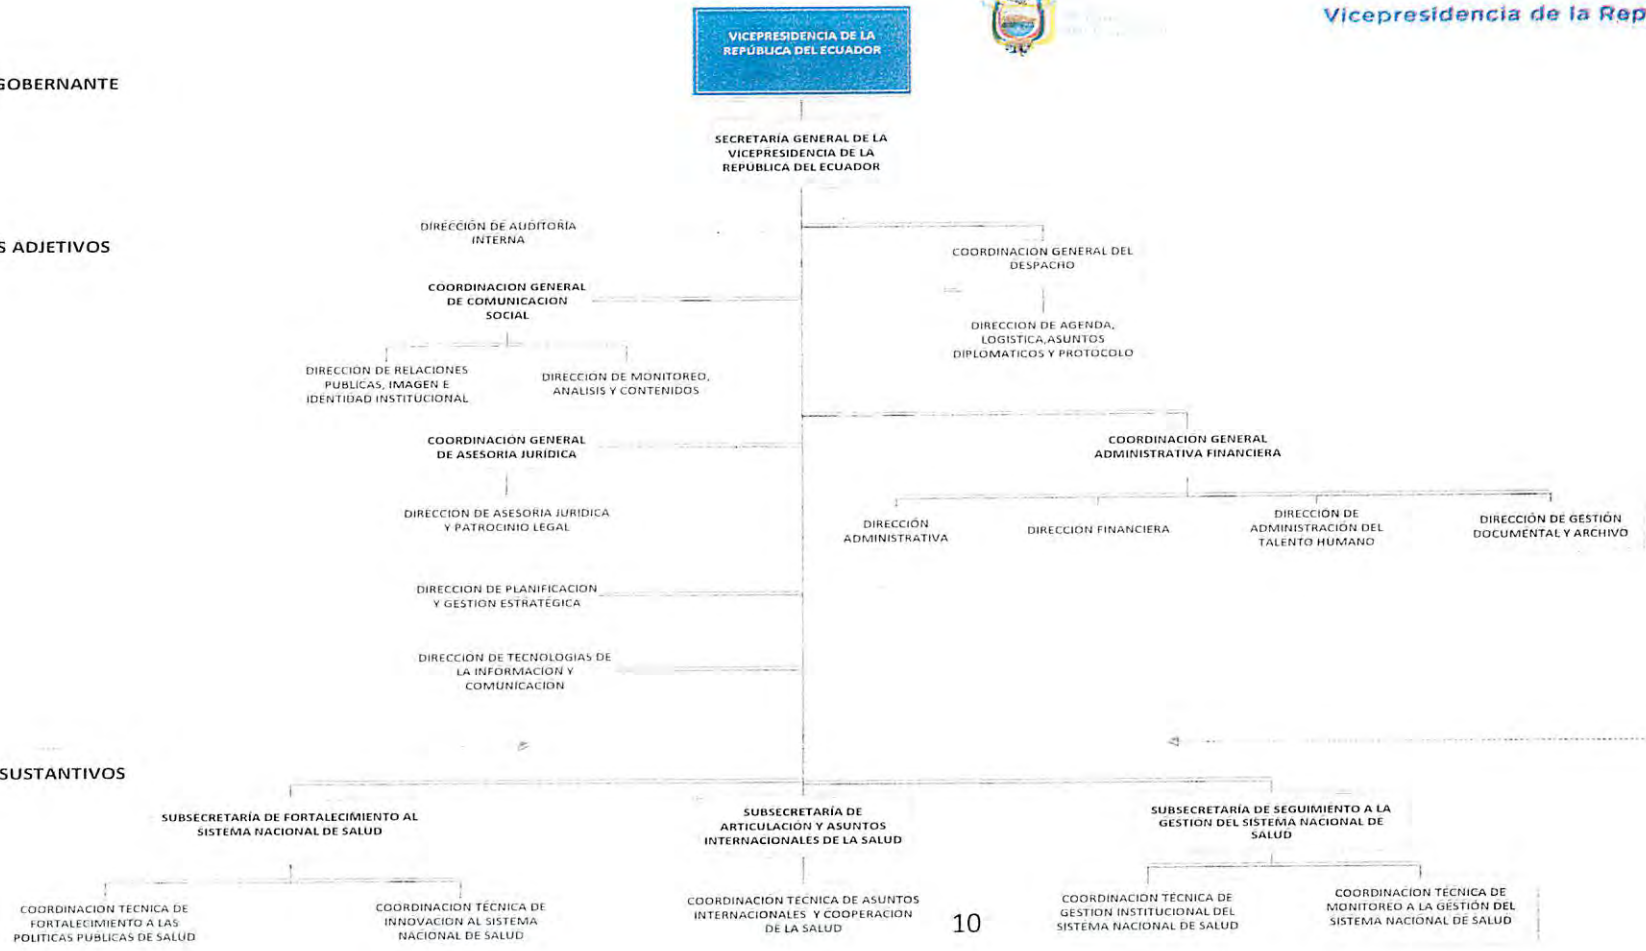 Vicepresidencia de la Rep
VICEPRESIDENCIA DE LA
REPÚBLICA DEL ECUADOR
GOBERNANTE
SECRETARÍA GENERAL DE LA
VICEPRESIDENCIA DE LA
REPÚBLICA DEL ECUADOR
S ADJETIVOS
DIRECCIÓN DE AUDITORÍA
INTERNA
COORDINACION GENERAL DEL
DESPACHO
COORDINACION GENERAL
DE COMUNICACION
SOCIAL
DIRECCION DE AGENDA,
LOGISTICA,ASUNTOS
DIPLOMATICOS Y PROTOCOLO
DIRECCION DE RELACIONES
PUBLICAS, IMAGEN E
IDENTIDAD INSTITUCIONAL
DIRECCION DE MONITOREO,
ANALISIS Y CONTENIDOS
COORDINACIÓN GENERAL
DE ASESORIA JURÍDICA
COORDINACIÓN GENERAL
ADMINISTRATIVA FINANCIERA
DIRECCION DE ASESORIA JURIDICA
Y PATROCINIO LEGAL
DIRECCIÓN
ADMINISTRATIVA
DIRECCION FINANCIERA
DIRECCIÓN DE
ADMINISTRACIÓN DEL
TALENTO HUMANO
DIRECCIÓN DE GESTIÓN
DOCUMENTAL Y ARCHIVO
DIRECCION DE PLANIFICACION
Y GESTION ESTRATÉGICA
DIRECCION DE TECNOLOGIAS DE
LA INFORMACION Y
COMUNICACIÓN
SUSTANTIVOS
SUBSECRETARÍA DE FORTALECIMIENTO AL
SISTEMA NACIONAL DE SALUD
SUBSECRETARÍA DE
ARTICULACIÓN Y ASUNTOS
INTERNACIONALES DE LA SALUD
SUBSECRETARÍA DE SEGUIMIENTO A LA
GESTION DEL SISTEMA NACIONAL DE
SALUD
COORDINACION TECNICA DE
FORTALECIMIENTO A LAS
POLITICAS PUBLICAS DE SALUD
COORDINACION TÉCNICA DE
INNOVACION AL SISTEMA
NACIONAL DE SALUD
COORDINACION TÉCNICA DE ASUNTOS
INTERNACIONALES Y COOPERACION
DE LA SALUD
COORDINACION TÉCNICA DE
GESTION INSTITUCIONAL DEL
SISTEMA NACIONAL DE SALUD
COORDINACION TÉCNICA DE
MONITOREO A LA GESTIÓN DEL
SISTEMA NACIONAL DE SALUD
10